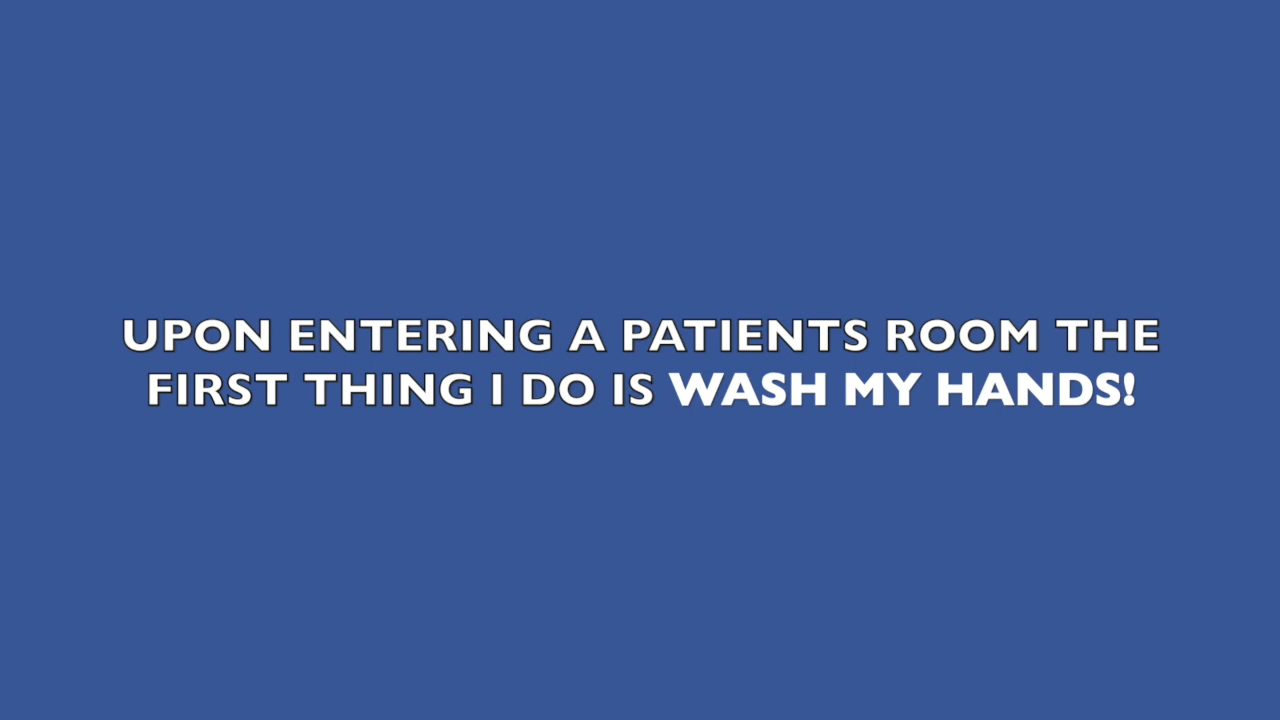 UPON ENTERING A PATIENTS ROOM THE
FIRST THING I DO IS WASH MY HANDS!